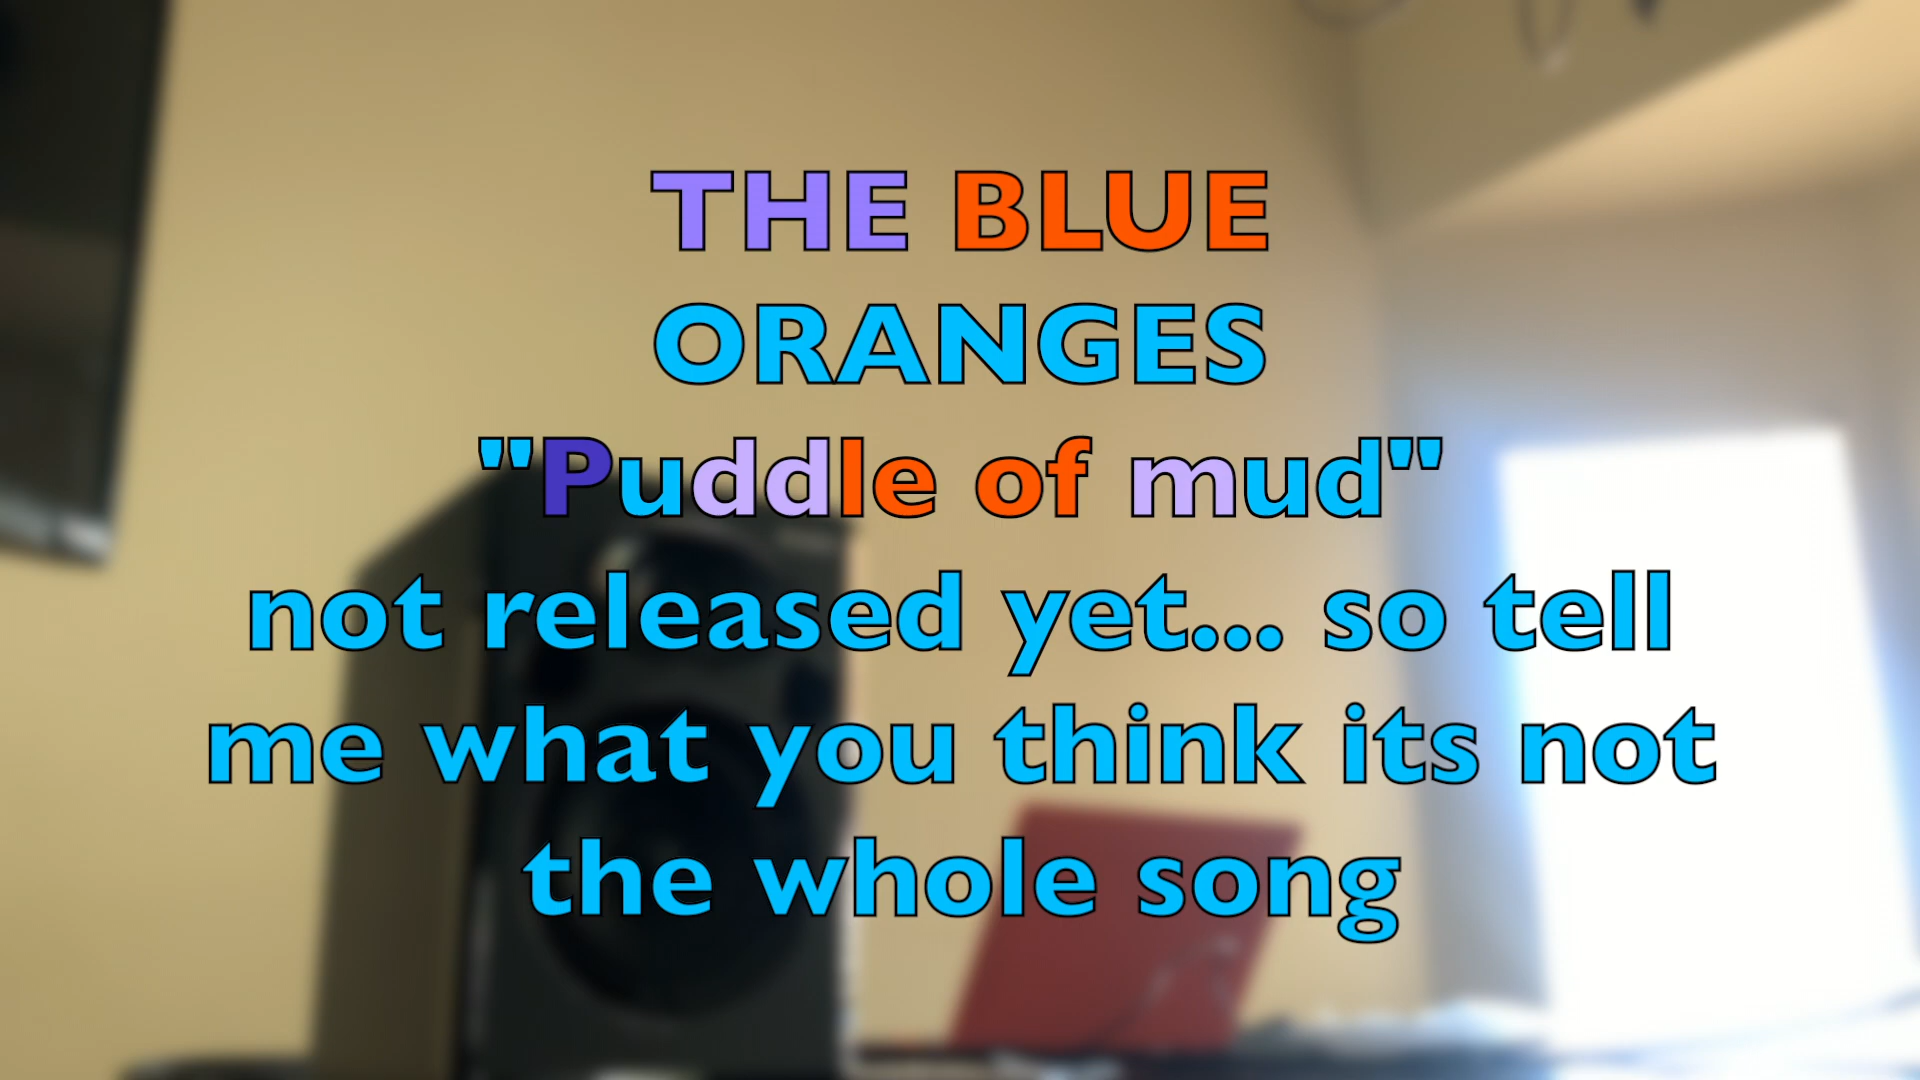 THE BLUE
ORANGES
"Puddle of mud"
not released yet... so tell
me what you think its not
the whole song